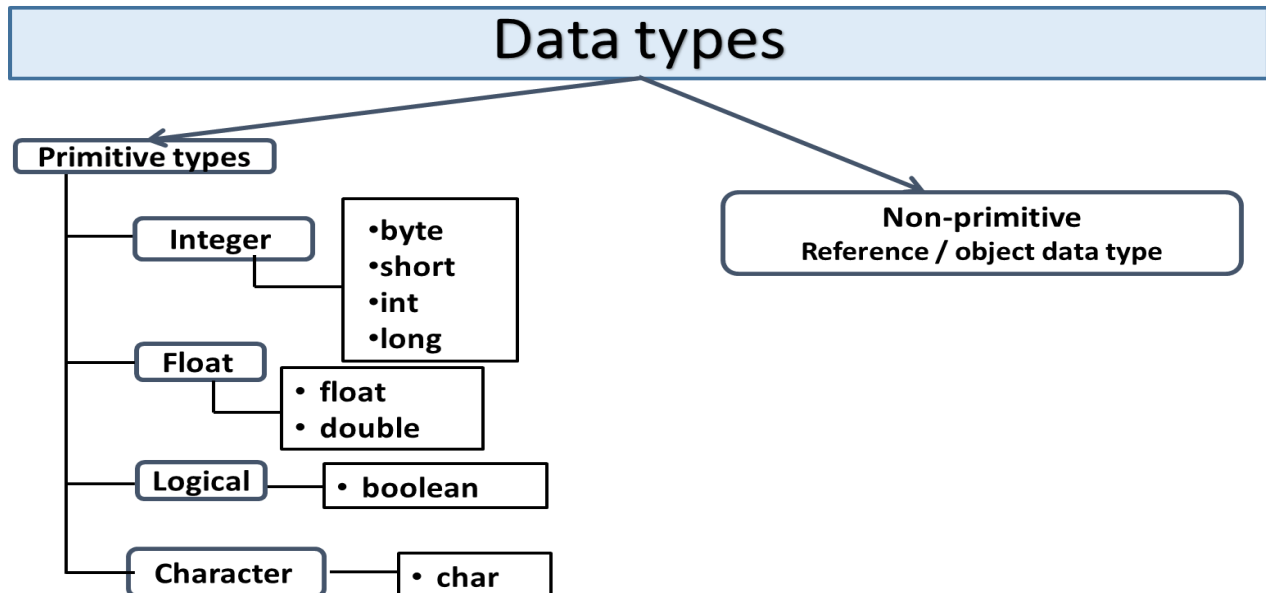 Data types
Primitive types
Integer
•byte
•short
•int
•long
Float
• float
• double
Logical
• boolean
Character
• char
Non-primitive
Reference / object data type